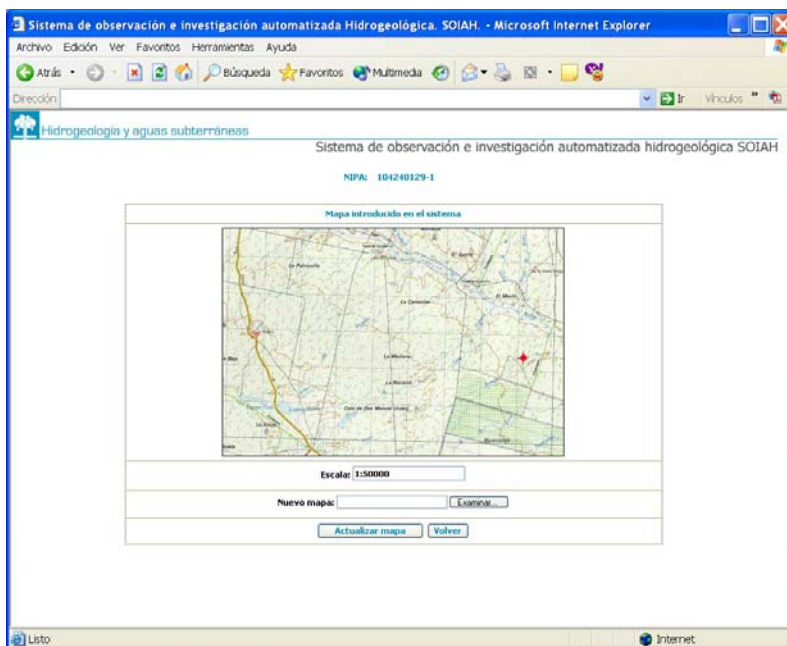 Sistema de observación e investigación automatizada Hidrogeológica. SOIAH. - Microsoft Internet Explorer
Archivo Edición Ver Favoritos Herramientas Ayuda
Atrás Búsqueda Favoritos Multimedia
Dirección Ir Vínculos »
Hidrogeología y aguas subterráneas
Sistema de observación e investigación automatizada hidrogeológica SOIAH
NIPA: 104240129-1
Mapa introducido en el sistema
Escala: 1:50000
Nuevo mapa: Examinar...
Actualizar mapa Volver
Listo Internet